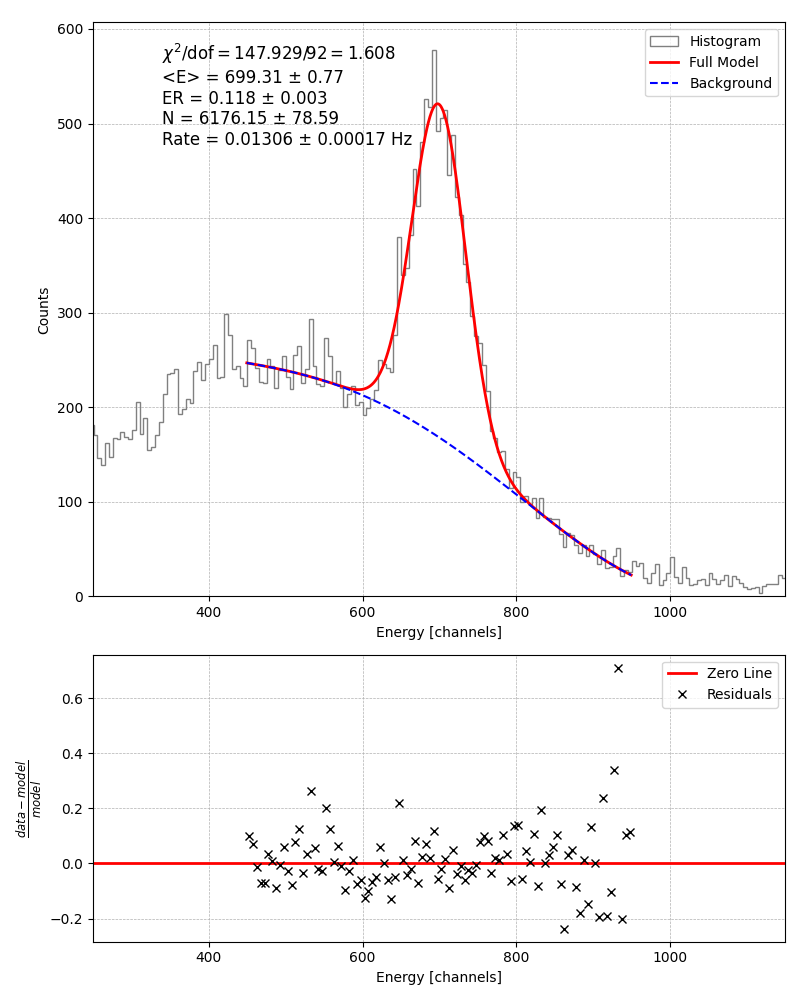 600
500
400
300
200
100
0
Counts
χ²/dof = 147.929/92 = 1.608
<E> = 699.31 ± 0.77
ER = 0.118 ± 0.003
N = 6176.15 ± 78.59
Rate = 0.01306 ± 0.00017 Hz
Histogram
Full Model
Background
400 600 800 1000
Energy [channels]
0.6
0.4
0.2
0.0
−0.2
data − model
model
Zero Line
Residuals
400 600 800 1000
Energy [channels]